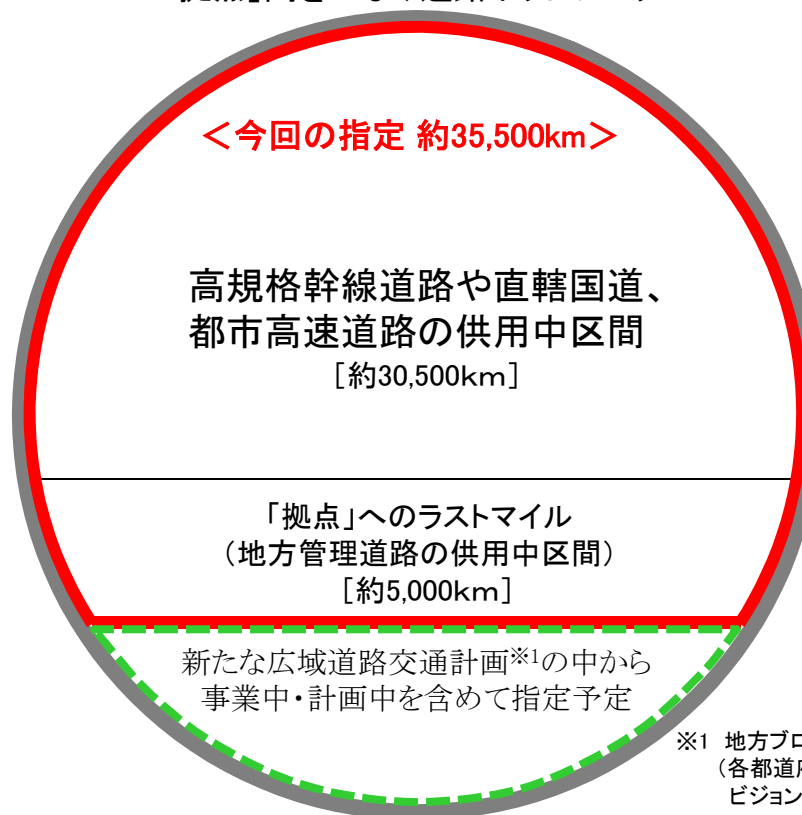 ＜今回の指定 約35,500km＞
高規格幹線道路や直轄国道、
都市高速道路の供用中区間
［約30,500km］
「拠点」へのラストマイル
（地方管理道路の供用中区間）
［約5,000km］
新たな広域道路交通計画※1の中から
事業中・計画中を含めて指定予定
※1 地方ブロ
（各都道府
ビジョン